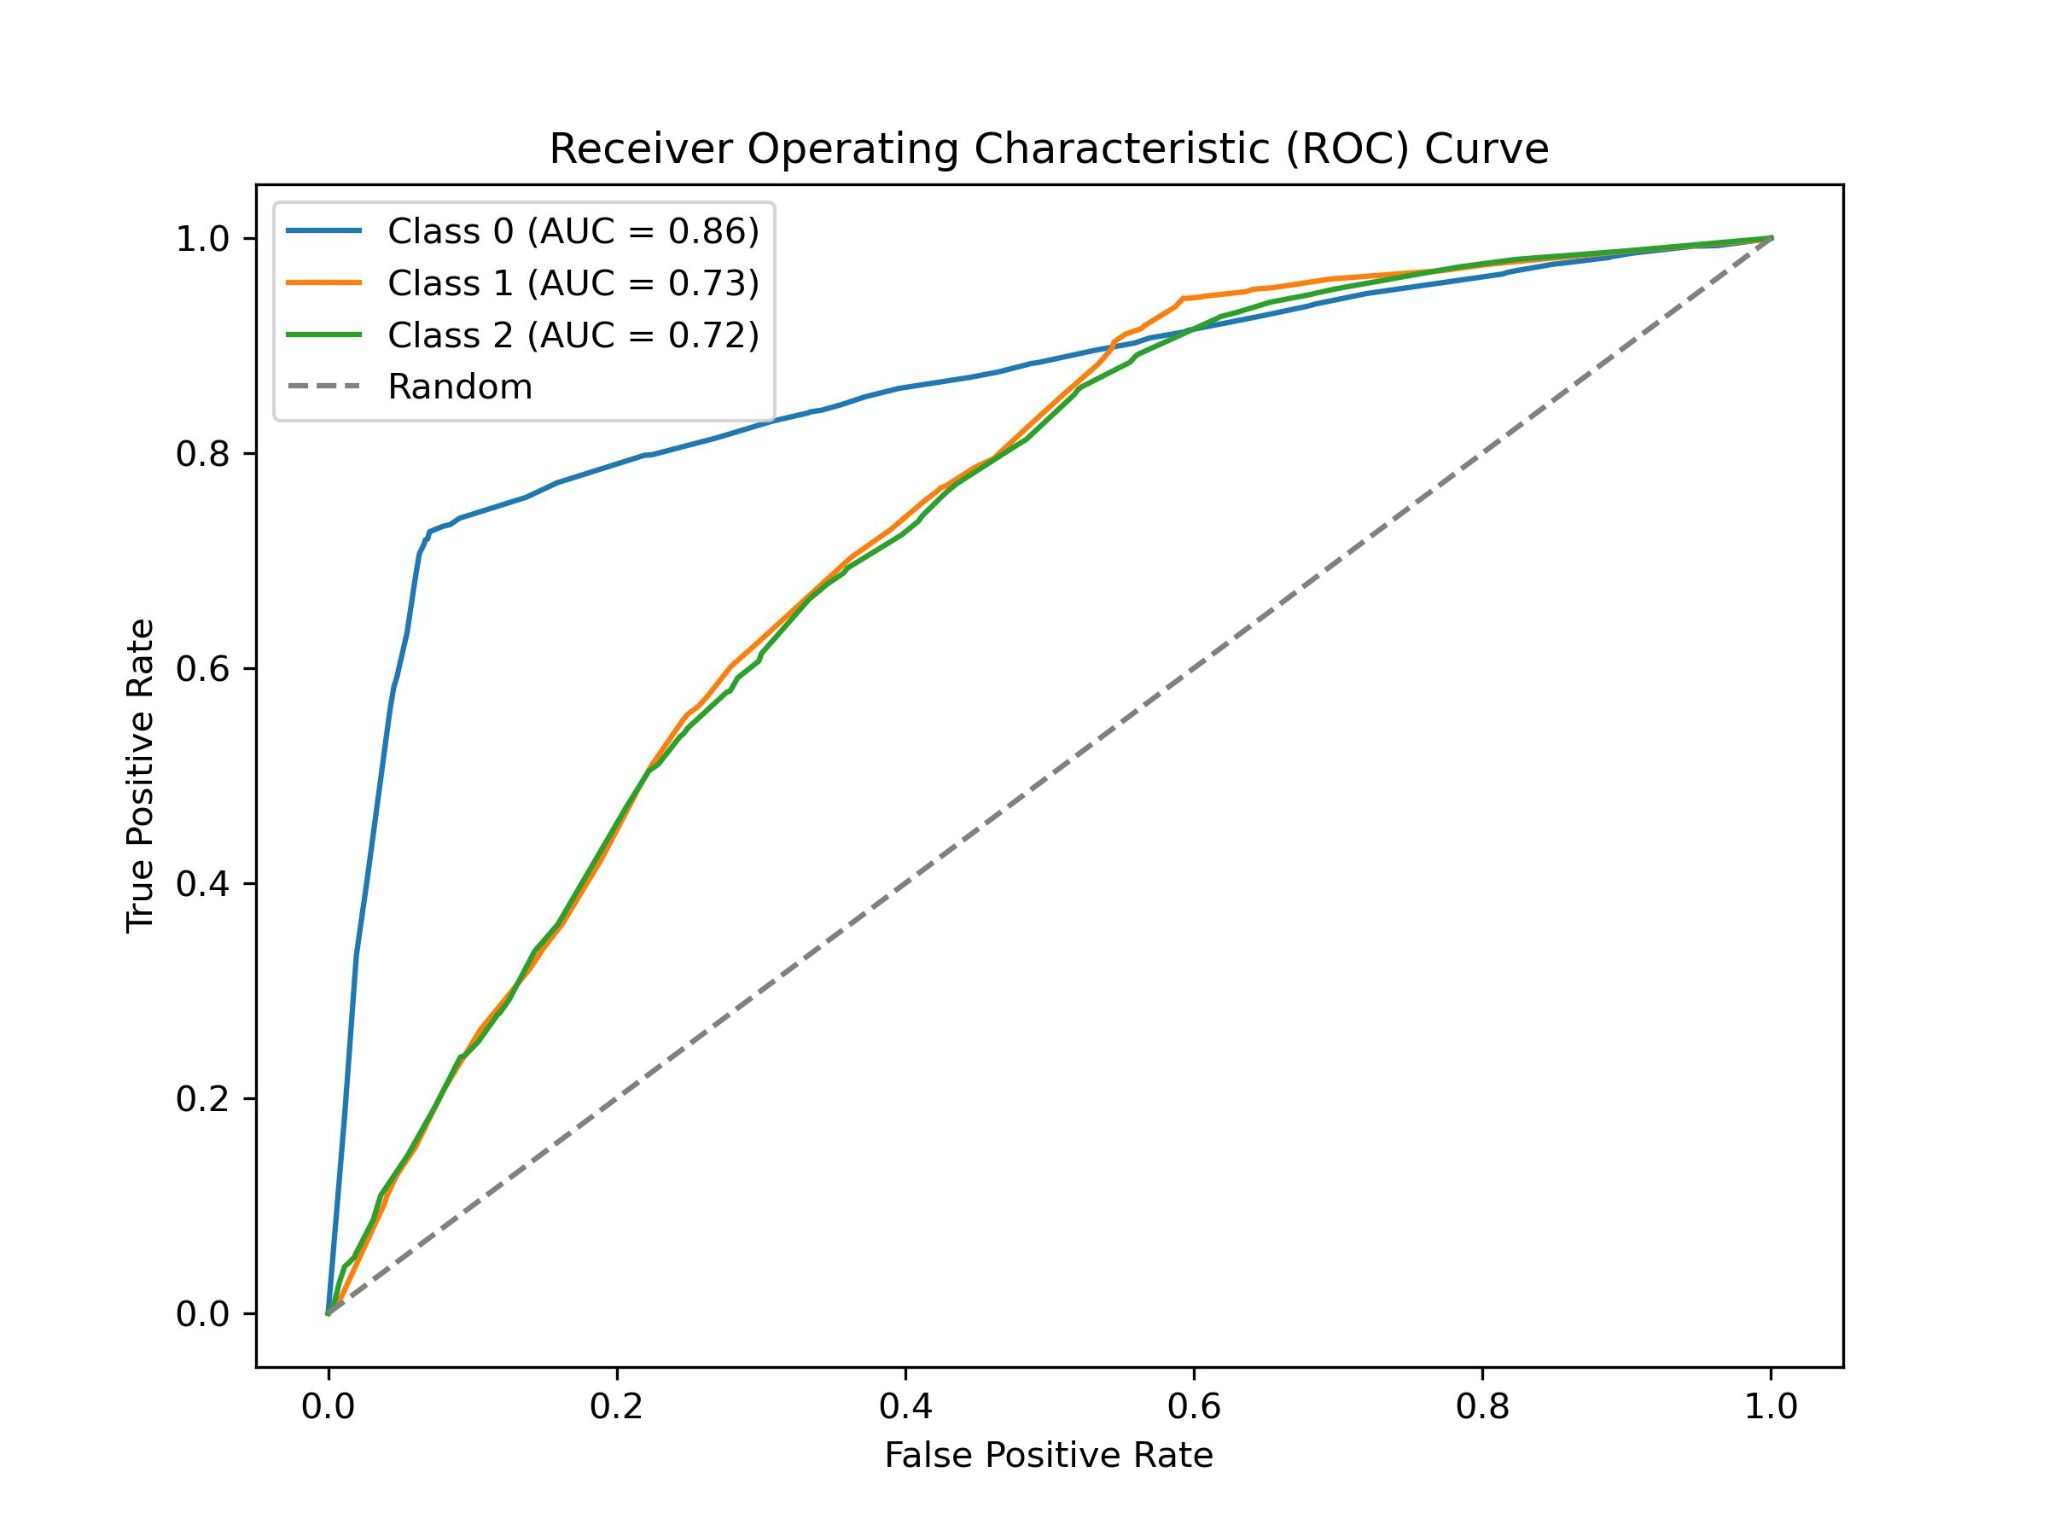 Receiver Operating Characteristic (ROC) Curve
Class 0 (AUC = 0.86)
Class 1 (AUC = 0.73)
Class 2 (AUC = 0.72)
Random
True Positive Rate
1.0
0.8
0.6
0.4
0.2
0.0
0.0 0.2 0.4 0.6 0.8 1.0
False Positive Rate